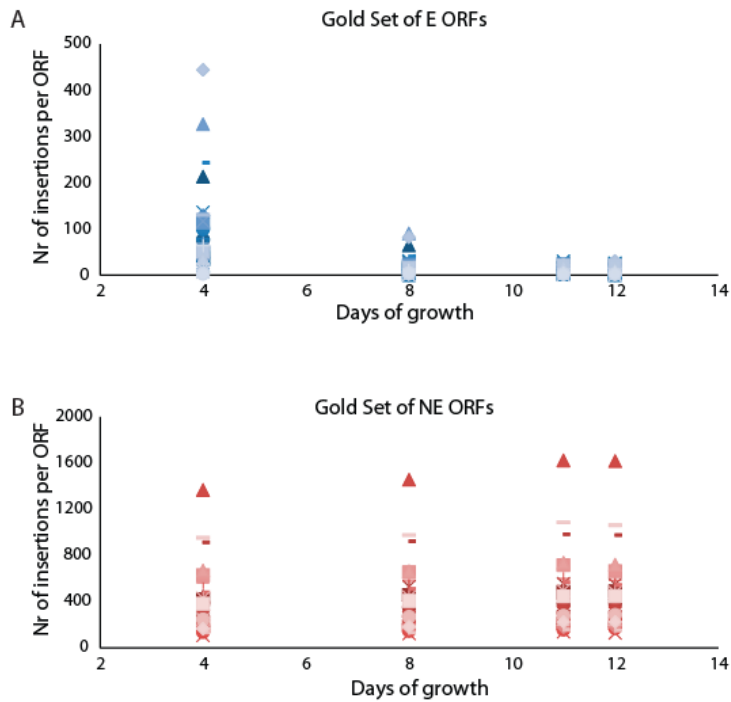 A
Gold Set of E ORFs
500
400
300
200
100
0
2 4 6 8 10 12 14
Nr of insertions per ORF
Days of growth
B
Gold Set of NE ORFs
2000
1600
1200
800
400
0
2 4 6 8 10 12 14
Nr of insertions per ORF
Days of growth